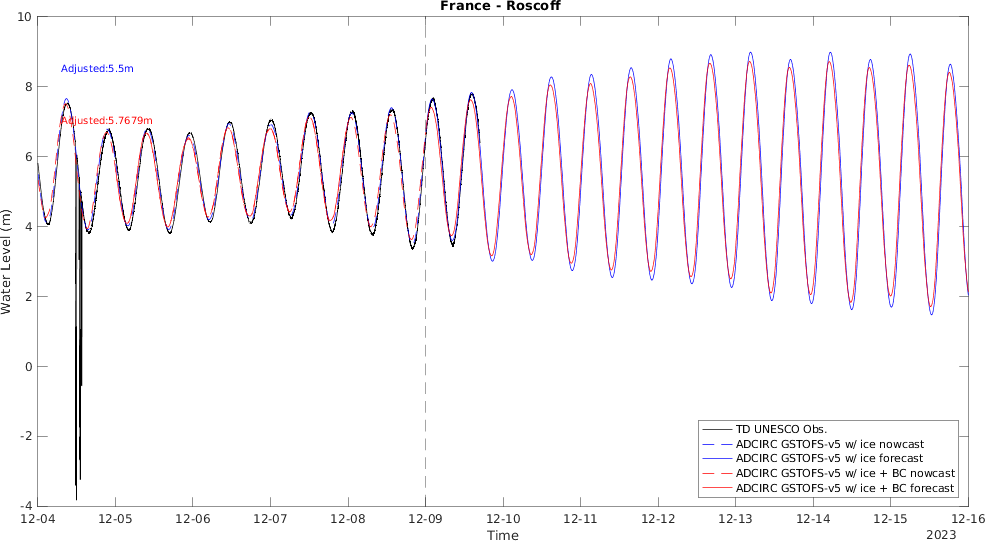 France - Roscoff
Adjusted:5.5m
Adjusted:5.7679m
Water Level (m)
10
8
6
4
2
0
-2
-4
12-04
12-05
12-06
12-07
12-08
12-09
12-10
12-11
12-12
12-13
12-14
12-15
12-16
Time
2023
TD UNESCO Obs.
ADCIRC GSTOFS-v5 w/ ice nowcast
ADCIRC GSTOFS-v5 w/ ice forecast
ADCIRC GSTOFS-v5 w/ ice + BC nowcast
ADCIRC GSTOFS-v5 w/ ice + BC forecast